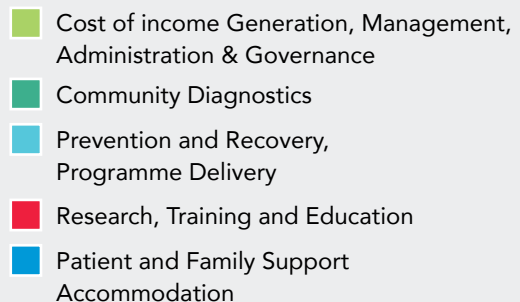 Cost of income Generation, Management,
Administration & Governance
Community Diagnostics
Prevention and Recovery,
Programme Delivery
Research, Training and Education
Patient and Family Support
Accommodation